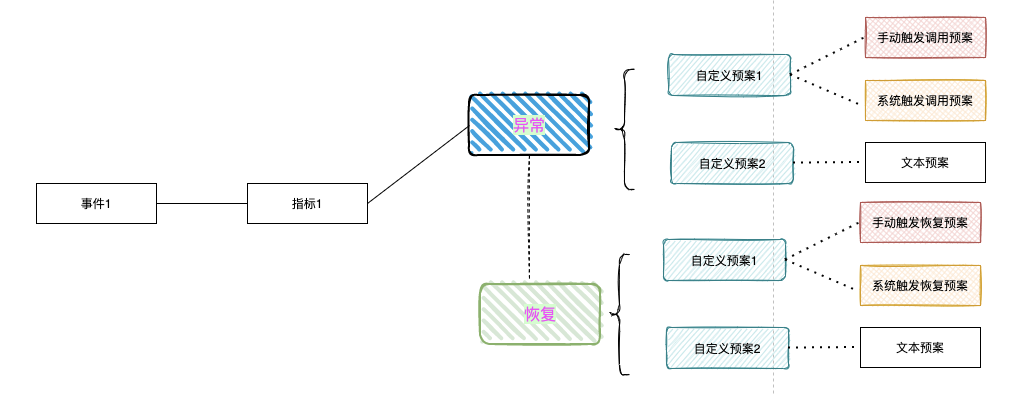 事件1
指标1
异常
自定义预案1
手动触发调用预案
系统触发调用预案
自定义预案2
文本预案
恢复
自定义预案1
手动触发恢复预案
系统触发恢复预案
自定义预案2
文本预案